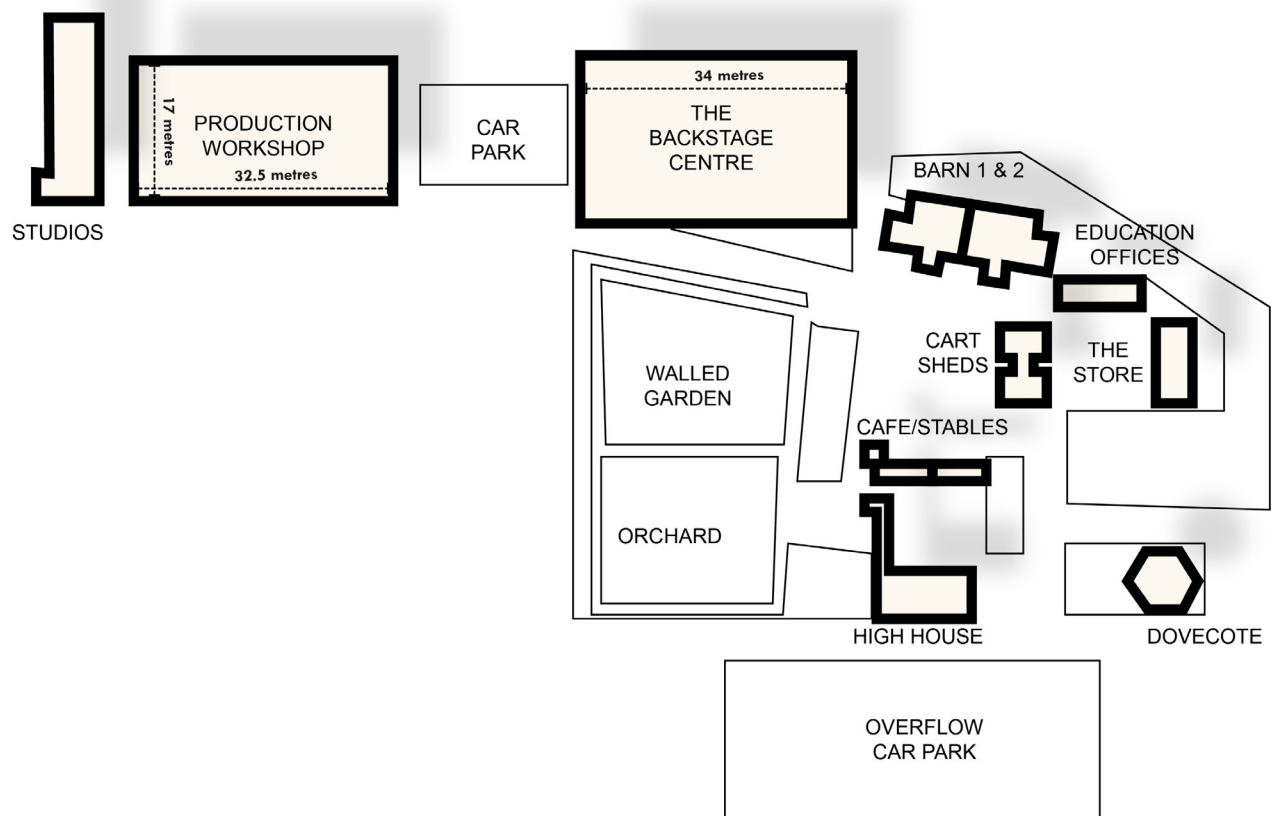 STUDIOS
17 metres
PRODUCTION
WORKSHOP
32.5 metres
CAR
PARK
34 metres
THE
BACKSTAGE
CENTRE
BARN 1 & 2
EDUCATION
OFFICES
CART
SHEDS
THE
STORE
WALLED
GARDEN
CAFE/STABLES
ORCHARD
HIGH HOUSE
DOVECOTE
OVERFLOW
CAR PARK